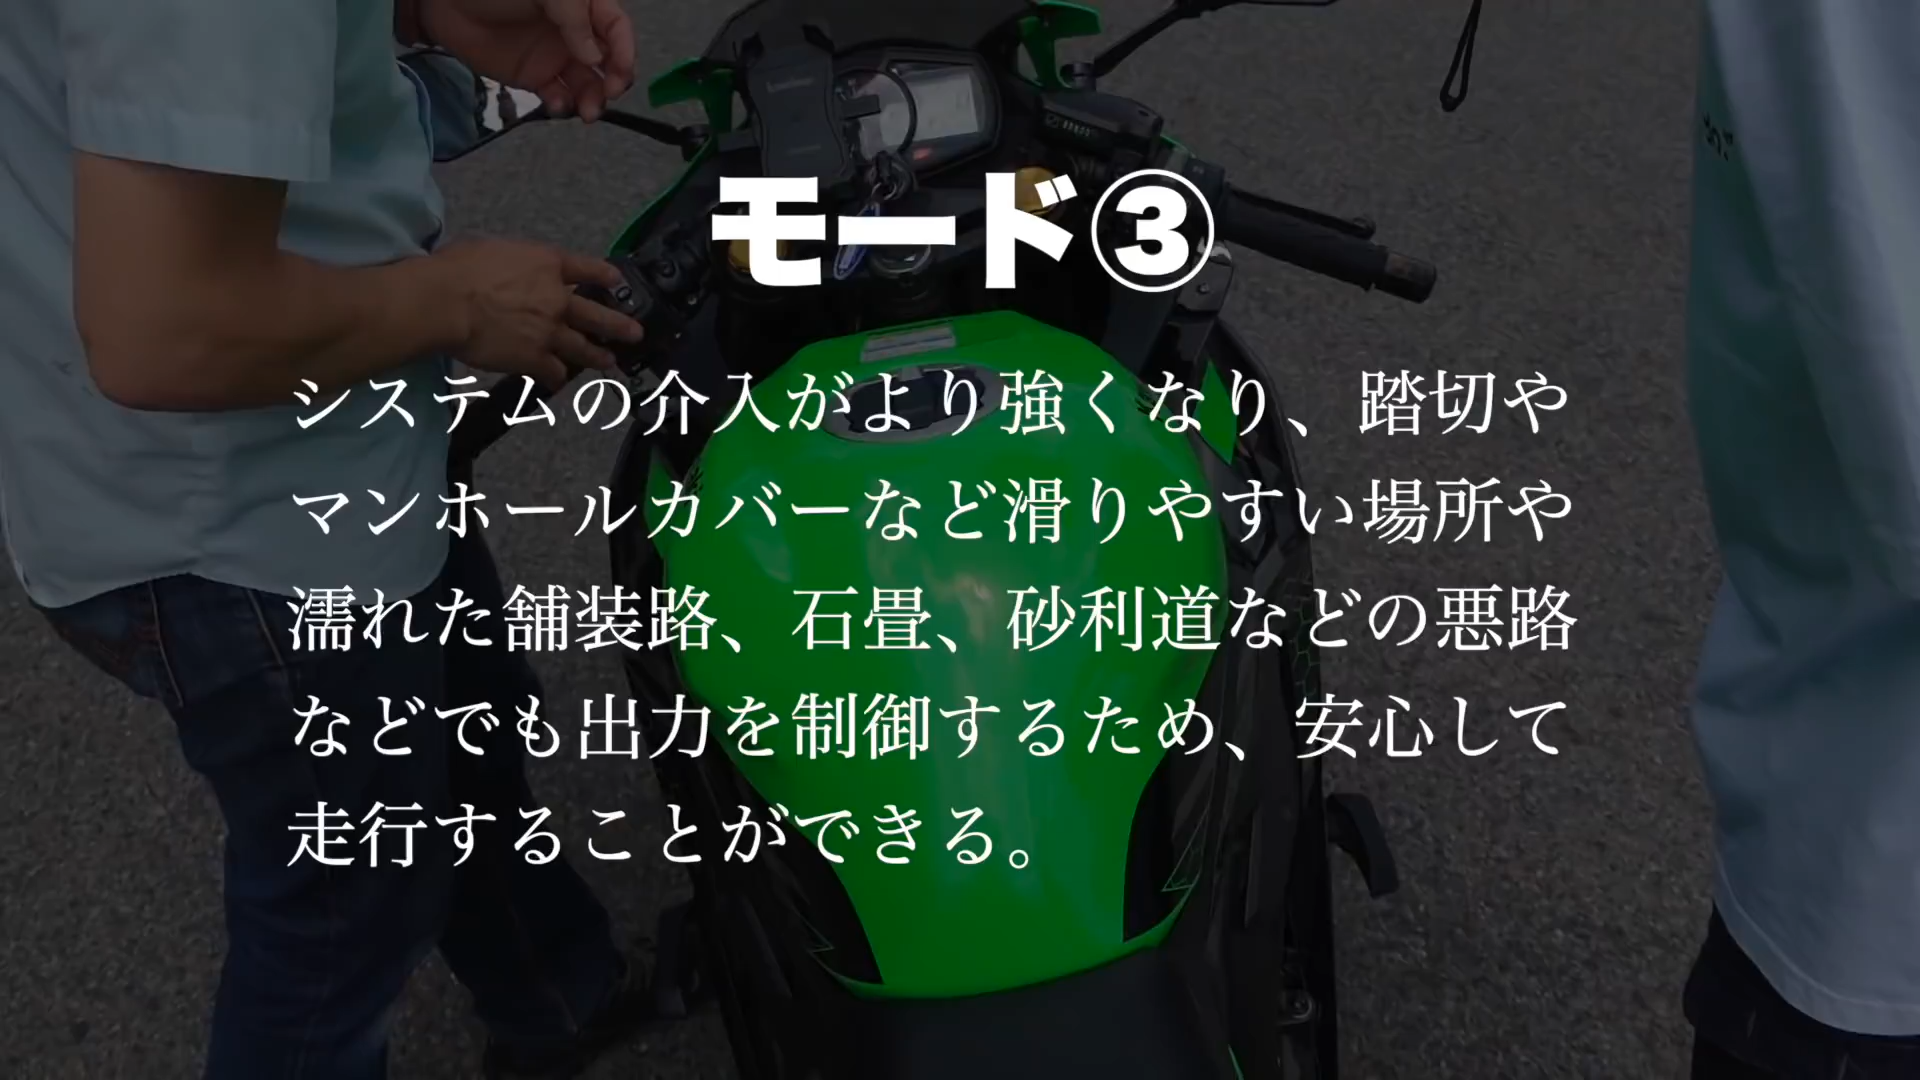 モード③
システムの介入がより強くなり、踏切や
マンホールカバーなど滑りやすい場所や
濡れた舗装路、石畳、砂利道などの悪路
などでも出力を制御するため、安心して
走行することができる。